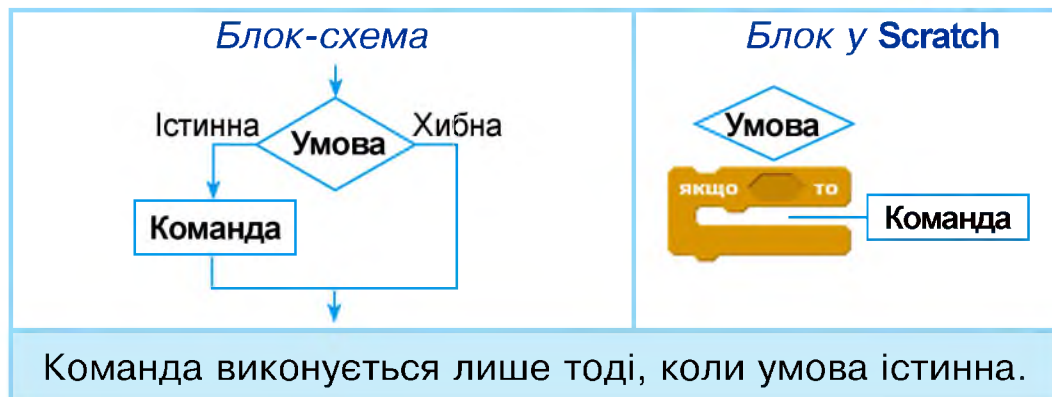 Блок-схема
Істинна
Умова
Хибна
Команда
Блок у Scratch
Умова
якщо то
Команда
Команда виконується лише тоді, коли умова істинна.